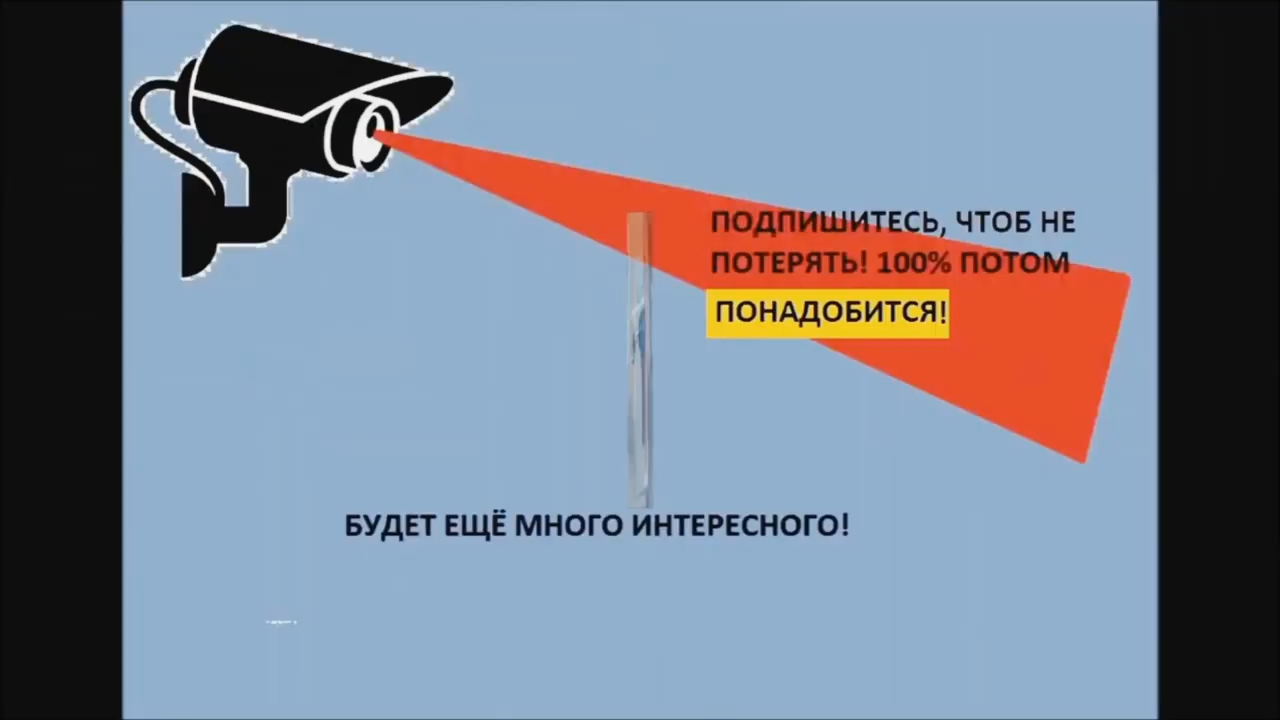 ПОДПИШИТЕСЬ, ЧТОБ НЕ
ПОТЕРЯТЬ! 100% ПОТОМ
ПОНАДОБИТСЯ!
БУДЕТ ЕЩЁ МНОГО ИНТЕРЕСНОГО!